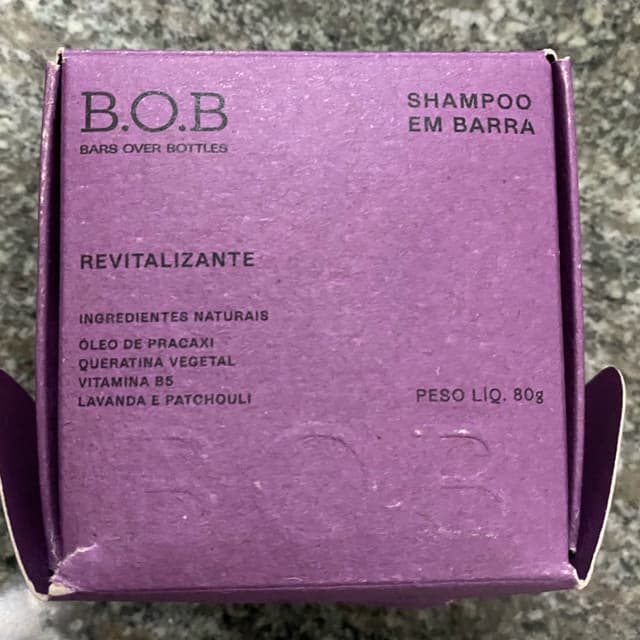 B.O.B
BARS OVER BOTTLES
SHAMPOO
EM BARRA
REVITALIZANTE
INGREDIENTES NATURAIS
ÓLEO DE PRACAXI
QUERATINA VEGETAL
VITAMINA B5
LAVANDA E PATCHOULI
PESO LÍQ. 80g
BOB